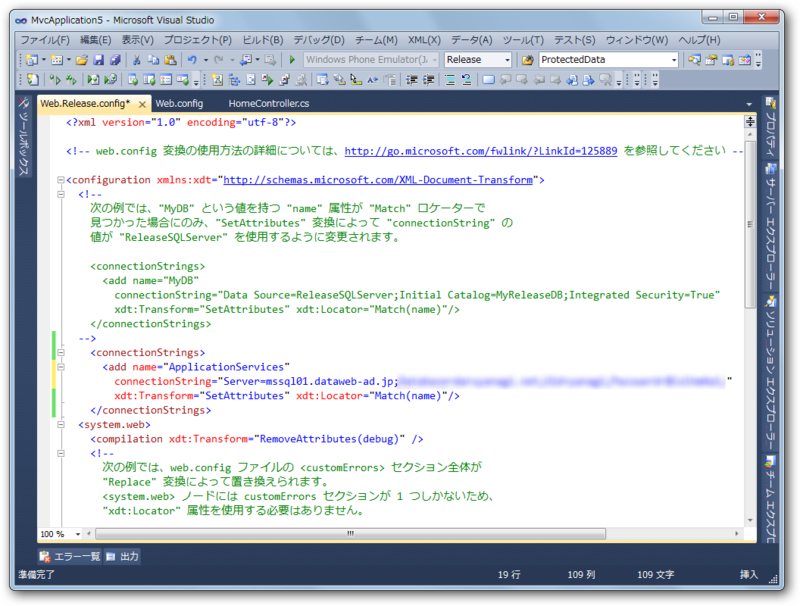 MvcApplication5 - Microsoft Visual Studio
ファイル(F) 編集(E) 表示(V) プロジェクト(P) ビルド(B) デバッグ(D) チーム(M) XML(X) データ(A) ツール(T) テスト(S) ウィンドウ(W) ヘルプ(H)
Windows Phone Emulator(J. Release ProtectedData
Web.Release.config* Web.config HomeController.cs
ツールボックス
<?xml version="1.0" encoding="utf-8"?>
<!-- web.config 変換の使用方法の詳細については、http://go.microsoft.com/fwlink/?LinkId=125889 を参照してください --
<configuration xmlns:xdt="http://schemas.microsoft.com/XML-Document-Transform">
<!--
次の例では、"MyDB" という値を持つ "name" 属性が "Match" ロケーターで
見つかった場合にのみ、"SetAttributes" 変換によって "connectionString" の
値が "ReleaseSQLServer" を使用するように変更されます。
<connectionStrings>
<add name="MyDB"
connectionString="Data Source=ReleaseSQLServer;Initial Catalog=MyReleaseDB;Integrated Security=True"
xdt:Transform="SetAttributes" xdt:Locator="Match(name)"/>
</connectionStrings>
-->
<connectionStrings>
<add name="ApplicationServices"
connectionString="Server=mssql01.dataweb-ad.jp; "
xdt:Transform="SetAttributes" xdt:Locator="Match(name)"/>
</connectionStrings>
<system.web>
<compilation xdt:Transform="RemoveAttributes(debug)" />
<!--
次の例では、web.config ファイルの <customErrors> セクション全体が
"Replace" 変換によって置き換えられます。
<system.web> ノードには customErrors セクションが 1 つしかないため、
"xdt:Locator" 属性を使用する必要はありません。
プロパティ
サーバー エクスプローラー
ソリューション エクスプローラー
チーム エクスプロ
100 %
エラー一覧 出力
準備完了 19 行 109 列 109 文字 挿入